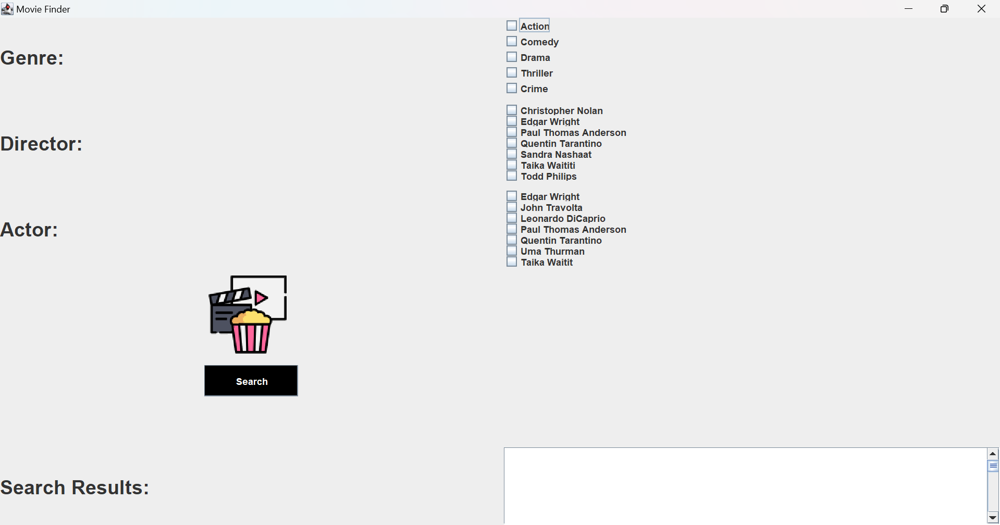 Movie Finder
Genre:
Action
Comedy
Drama
Thriller
Crime
Director:
Christopher Nolan
Edgar Wright
Paul Thomas Anderson
Quentin Tarantino
Sandra Nashaat
Taika Waititi
Todd Philips
Actor:
Edgar Wright
John Travolta
Leonardo DiCaprio
Paul Thomas Anderson
Quentin Tarantino
Uma Thurman
Taika Waitit
Search
Search Results: